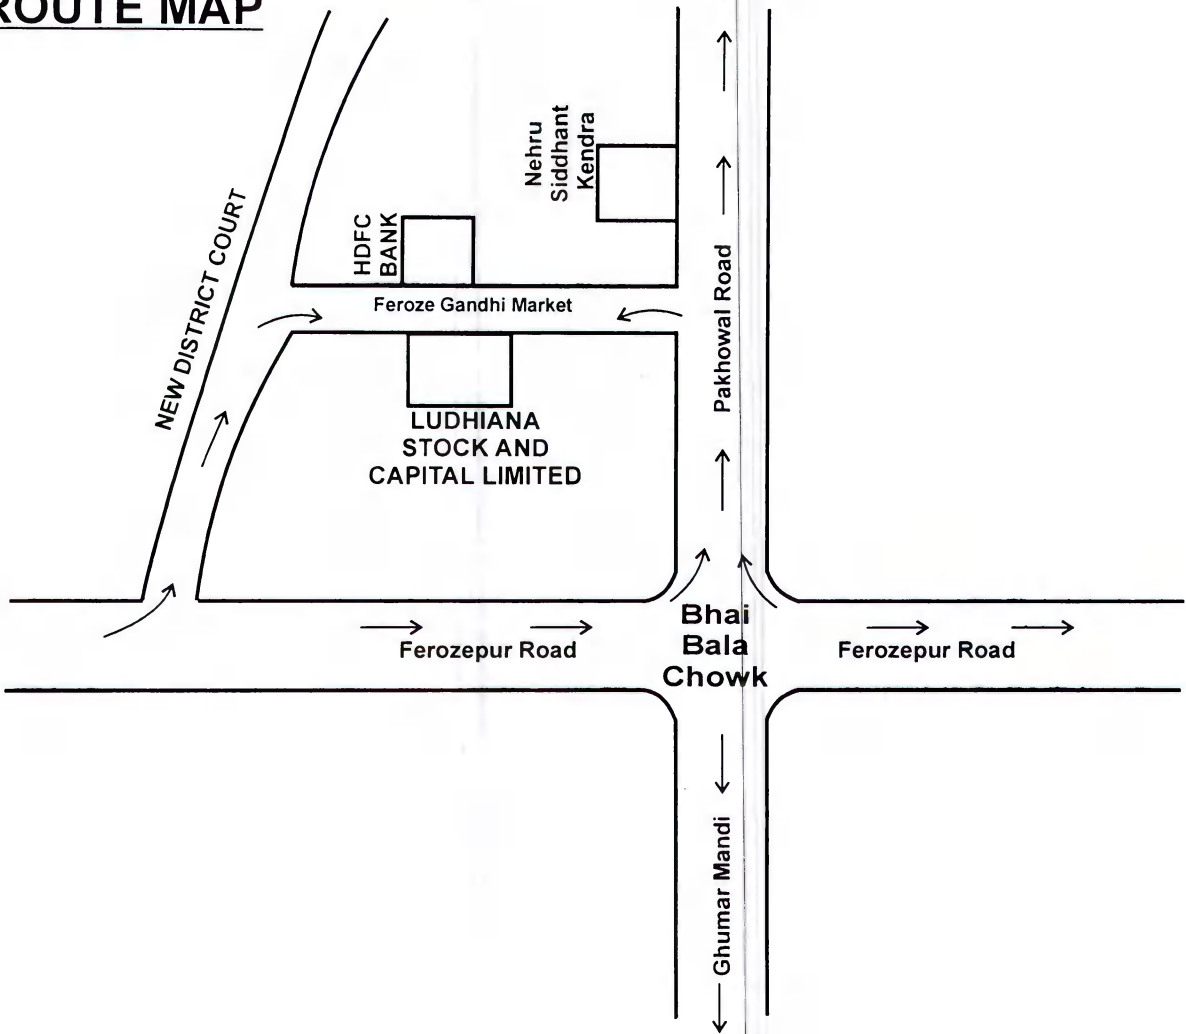 ROUTE MAP
Nehru
Siddhant
Kendra
HDFC
BANK
NEW DISTRICT COURT
Feroze Gandhi Market
Pakhowal Road
LUDHIANA
STOCK AND
CAPITAL LIMITED
Bhai
Bala
Chowk
Ferozepur Road
Ferozepur Road
Ghumar Mandi